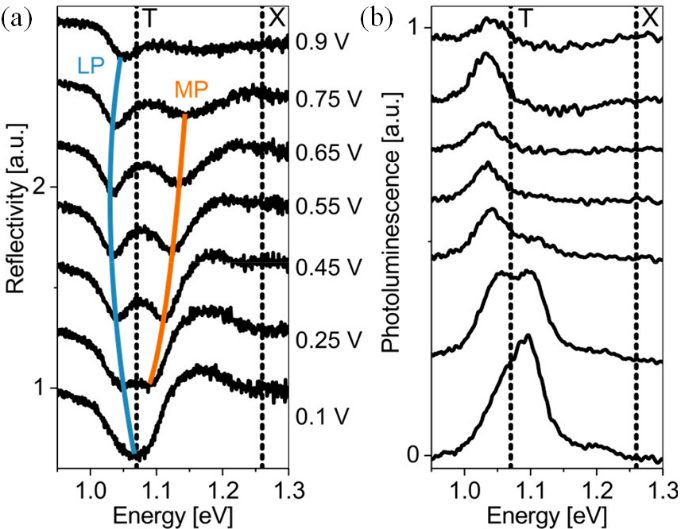 (a)
T
X
LP
MP
0.9 V
0.75 V
0.65 V
0.55 V
0.45 V
0.25 V
0.1 V
2
1
Reflectivity [a.u.]
1.0 1.1 1.2 1.3
Energy [eV]
(b)
T
X
1
0
Photoluminescence [a.u.]
1.0 1.1 1.2 1.3
Energy [eV]